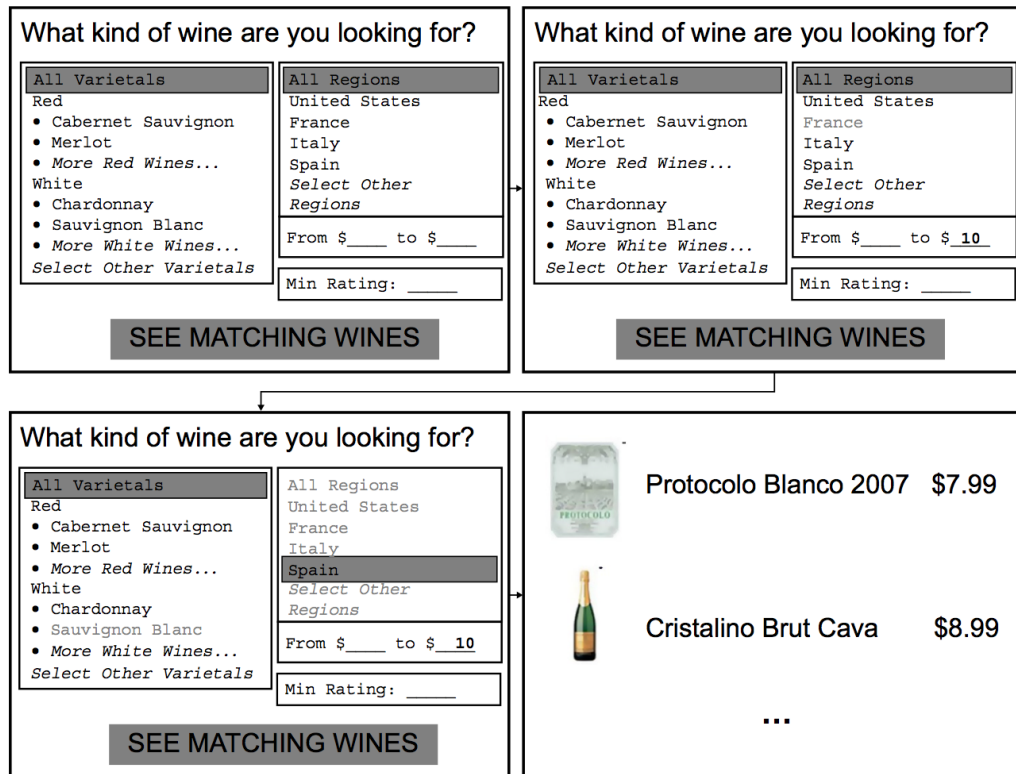 What kind of wine are you looking for?
All Varietals
Red
• Cabernet Sauvignon
• Merlot
• More Red Wines...
White
• Chardonnay
• Sauvignon Blanc
• More White Wines...
Select Other Varietals
All Regions
United States
France
Italy
Spain
Select Other
Regions
From $____ to $____
Min Rating: _____
SEE MATCHING WINES
What kind of wine are you looking for?
All Varietals
Red
• Cabernet Sauvignon
• Merlot
• More Red Wines...
White
• Chardonnay
• Sauvignon Blanc
• More White Wines...
Select Other Varietals
All Regions
United States
France
Italy
Spain
Select Other
Regions
From $____ to $_10_
Min Rating: _____
SEE MATCHING WINES
What kind of wine are you looking for?
All Varietals
Red
• Cabernet Sauvignon
• Merlot
• More Red Wines...
White
• Chardonnay
• Sauvignon Blanc
• More White Wines...
Select Other Varietals
All Regions
United States
France
Italy
Spain
Select Other
Regions
From $____ to $__10
Min Rating: _____
SEE MATCHING WINES
PROTOCOLO
Protocolo Blanco 2007 $7.99
Cristalino Brut Cava $8.99
...